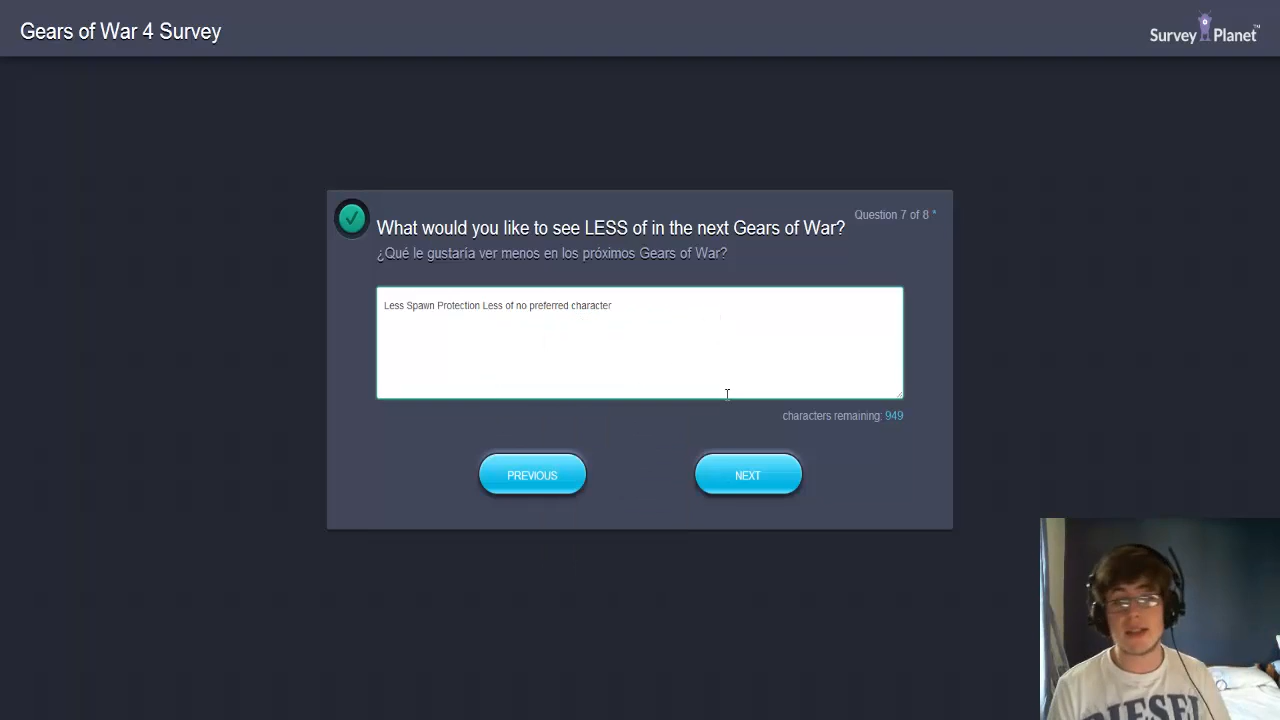 Gears of War 4 Survey
Survey Planet™
Question 7 of 8 *
What would you like to see LESS of in the next Gears of War?
¿Qué le gustaría ver menos en los próximos Gears of War?
Less Spawn Protection Less of no preferred character
characters remaining: 949
PREVIOUS
NEXT
DIESEL